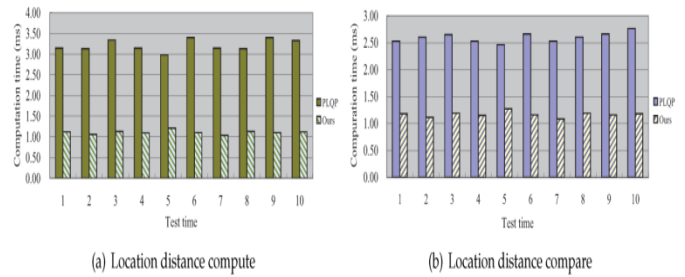 Computation time (ms)
4.00
3.50
3.00
2.50
2.00
1.50
1.00
0.50
0.00
1 2 3 4 5 6 7 8 9 10
Test time
PLQP
Ours
(a) Location distance compute
Computation time (ms)
3.00
2.50
2.00
1.50
1.00
0.50
0.00
1 2 3 4 5 6 7 8 9 10
Test time
PLQP
Ours
(b) Location distance compare